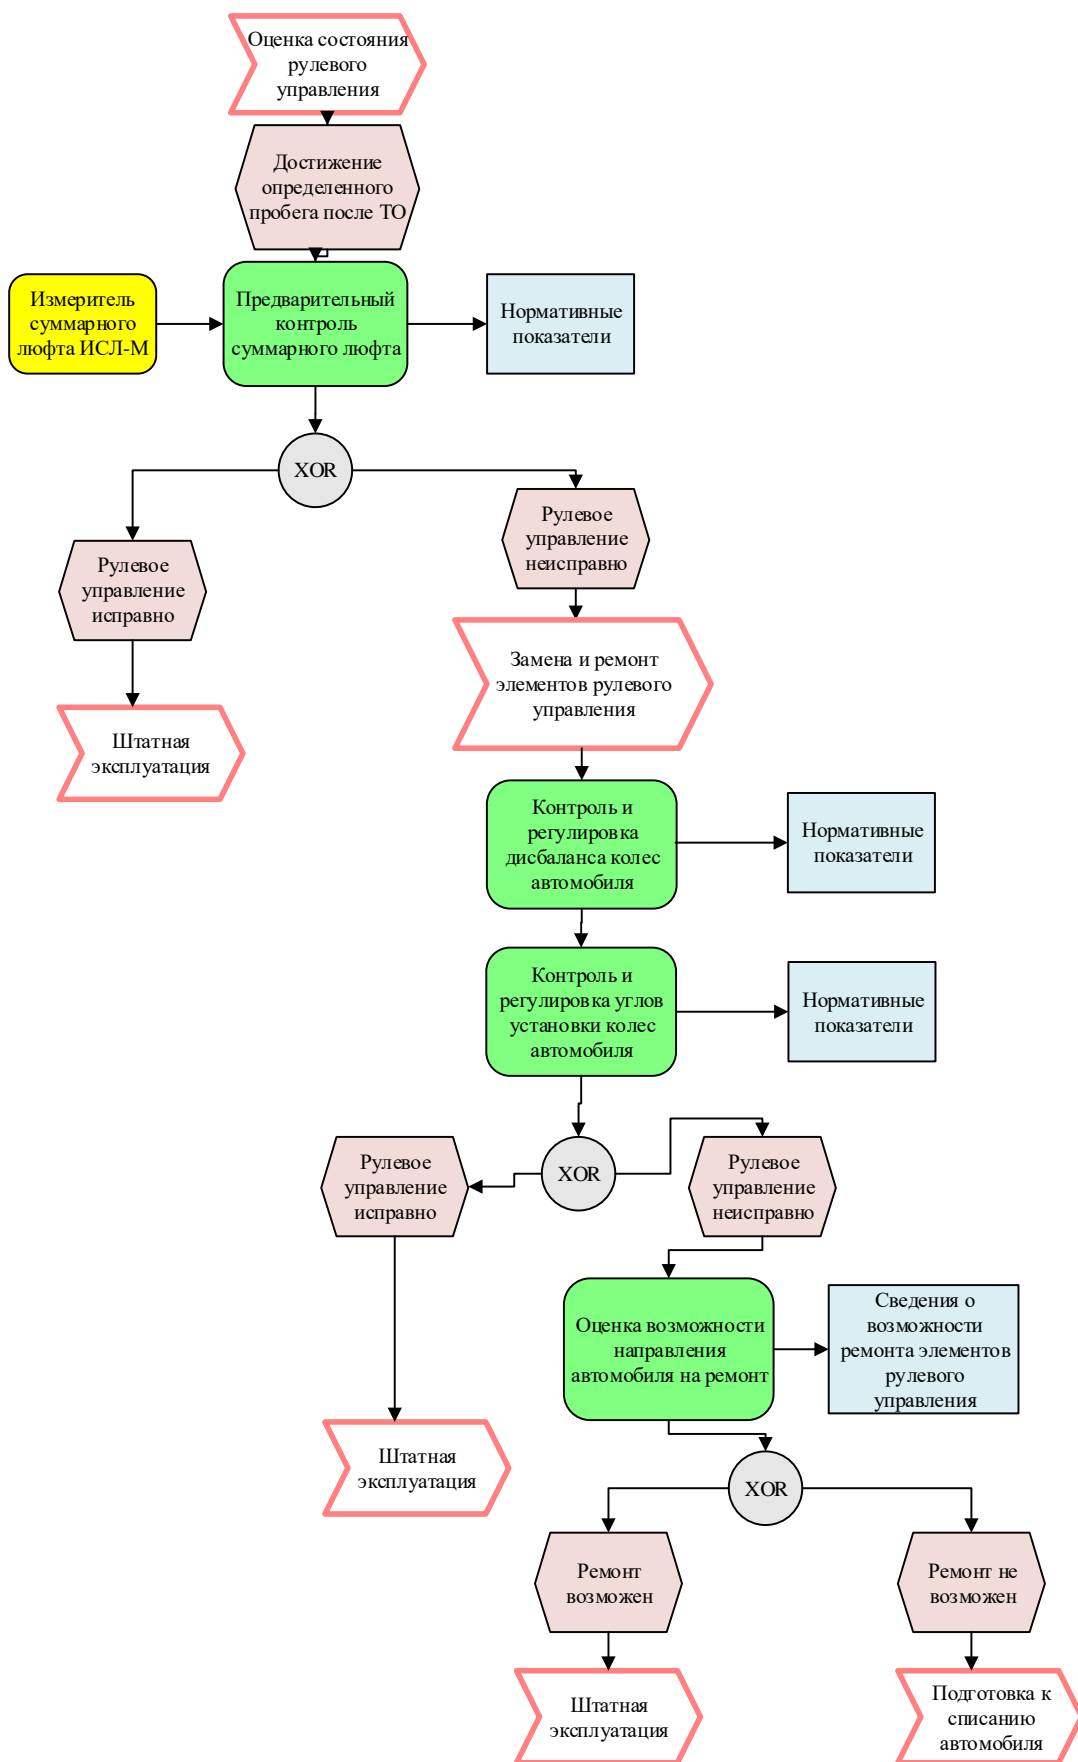 Оценка состояния
рулевого
управления
Достижение
определенного
пробега после ТО
Измеритель
суммарного
люфта ИСЛ-М
Предварительный
контроль
суммарного люфта
Нормативные
показатели
XOR
Рулевое
управление
исправно
Рулевое
управление
неисправно
Штатная
эксплуатация
Замена и ремонт
элементов рулевого
управления
Контроль и
регулировка
дисбаланса колес
автомобиля
Нормативные
показатели
Контроль и
регулировка углов
установки колес
автомобиля
Нормативные
показатели
XOR
Рулевое
управление
исправно
Рулевое
управление
неисправно
Оценка возможности
направления
автомобиля на ремонт
Сведения о
возможности
ремонта элементов
рулевого
управления
Штатная
эксплуатация
XOR
Ремонт
возможен
Ремонт не
возможен
Штатная
эксплуатация
Подготовка к
списанию
автомобиля